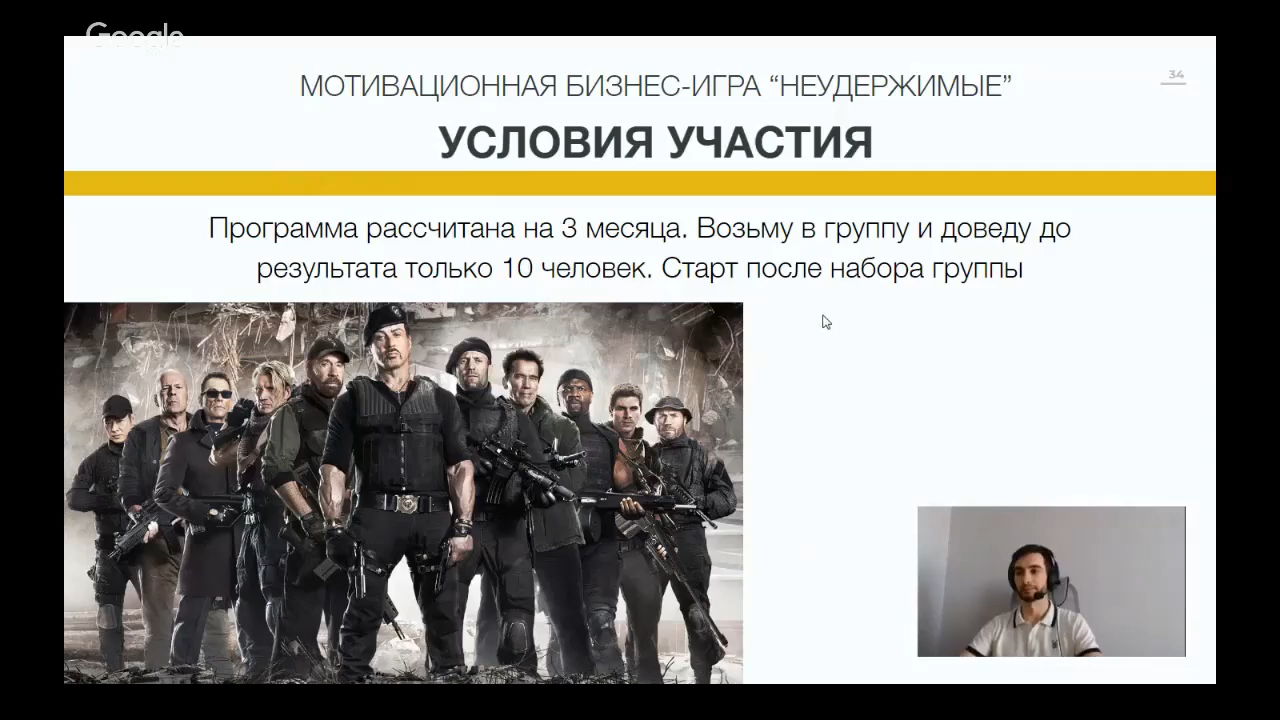 Google
34
МОТИВАЦИОННАЯ БИЗНЕС-ИГРА “НЕУДЕРЖИМЫЕ”
УСЛОВИЯ УЧАСТИЯ
Программа рассчитана на 3 месяца. Возьму в группу и доведу до
результата только 10 человек. Старт после набора группы